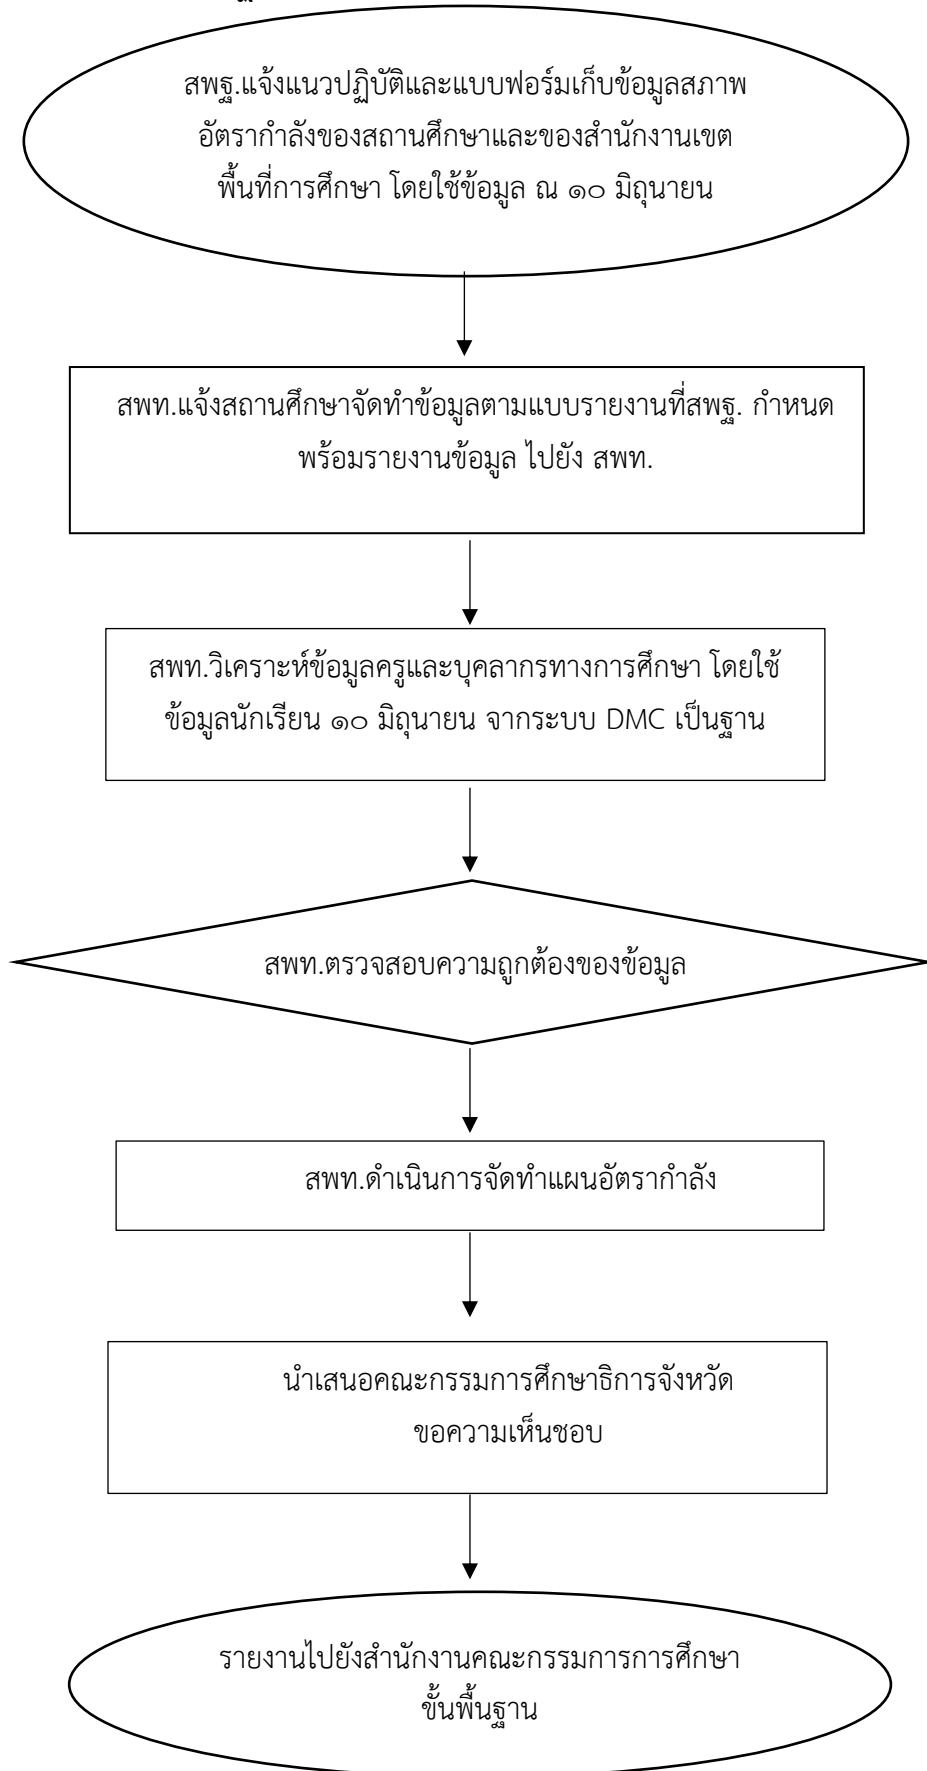 สพฐ.แจ้งแนวปฏิบัติและแบบฟอร์มเก็บข้อมูลสภาพ
อัตรากำลังของสถานศึกษาและของสำนักงานเขต
พื้นที่การศึกษา โดยใช้ข้อมูล ณ ๑๐ มิถุนายน
สพท.แจ้งสถานศึกษาจัดทำข้อมูลตามแบบรายงานที่สพฐ. กำหนด
พร้อมรายงานข้อมูล ไปยัง สพท.
สพท.วิเคราะห์ข้อมูลครูและบุคลากรทางการศึกษา โดยใช้
ข้อมูลนักเรียน ๑๐ มิถุนายน จากระบบ DMC เป็นฐาน
สพท.ตรวจสอบความถูกต้องของข้อมูล
สพท.ดำเนินการจัดทำแผนอัตรากำลัง
นำเสนอคณะกรรมการศึกษาธิการจังหวัด
ขอความเห็นชอบ
รายงานไปยังสำนักงานคณะกรรมการการศึกษา
ขั้นพื้นฐาน